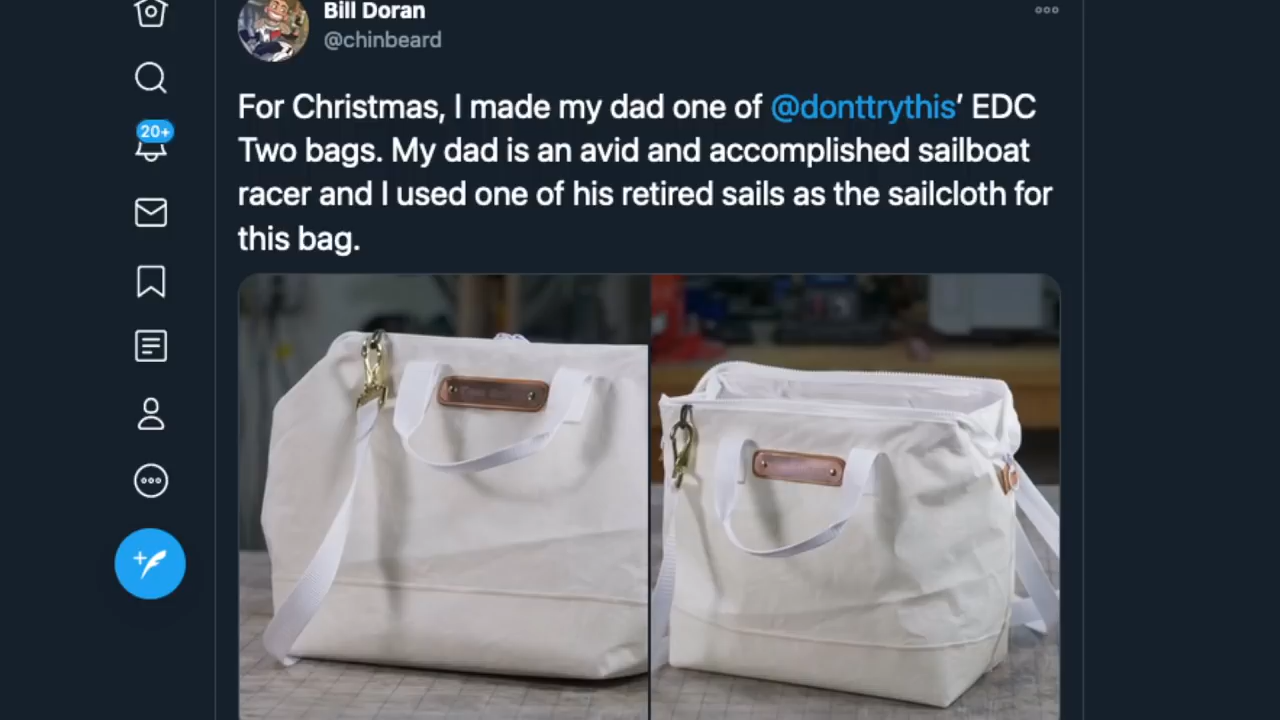 Bill Doran
@chinbeard
20+
For Christmas, I made my dad one of @donttrythis’ EDC
Two bags. My dad is an avid and accomplished sailboat
racer and I used one of his retired sails as the sailcloth for
this bag.